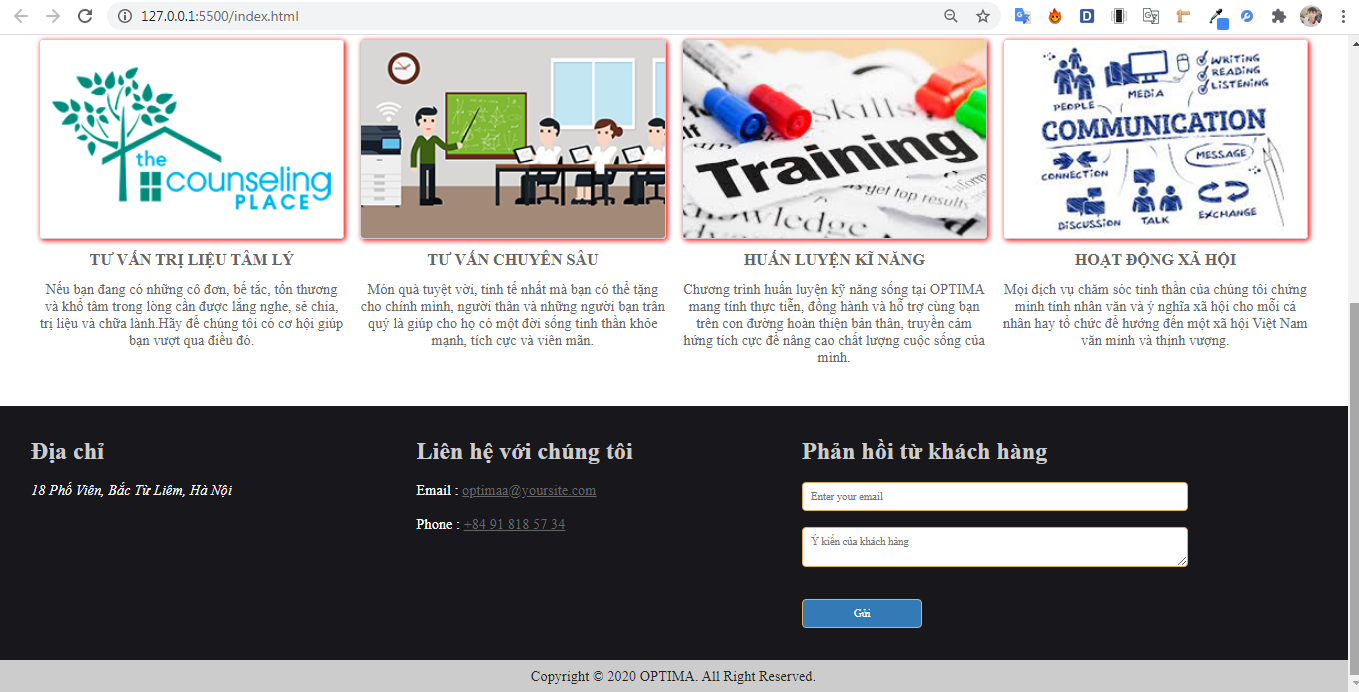 127.0.0.1:5500/index.html
the
counseling
PLACE
skills
Training
get top results
PEOPLE
MEDIA
WRITING
READING
LISTENING
COMMUNICATION
CONNECTION
MESSAGE
DISCUSSION
TALK
EXCHANGE
TƯ VẤN TRỊ LIỆU TÂM LÝ
Nếu bạn đang có những cô đơn, bế tắc, tổn thương
và khổ tâm trong lòng cần được lắng nghe, sẻ chia,
trị liệu và chữa lành.Hãy để chúng tôi có cơ hội giúp
bạn vượt qua điều đó.
TƯ VẤN CHUYÊN SÂU
Món quà tuyệt vời, tinh tế nhất mà bạn có thể tặng
cho chính mình, người thân và những người bạn trân
quý là giúp cho họ có một đời sống tinh thần khỏe
mạnh, tích cực và viên mãn.
HUẤN LUYỆN KĨ NĂNG
Chương trình huấn luyện kỹ năng sống tại OPTIMA
mang tính thực tiễn, đồng hành và hỗ trợ cùng bạn
trên con đường hoàn thiện bản thân, truyền cảm
hứng tích cực để nâng cao chất lượng cuộc sống của
mình.
HOẠT ĐỘNG XÃ HỘI
Mọi dịch vụ chăm sóc tinh thần của chúng tôi chứng
minh tính nhân văn và ý nghĩa xã hội cho mỗi cá
nhân hay tổ chức để hướng đến một xã hội Việt Nam
văn minh và thịnh vượng.
Địa chỉ
18 Phố Viên, Bắc Từ Liêm, Hà Nội
Liên hệ với chúng tôi
Email : optimaa@yoursite.com
Phone : +84 91 818 57 34
Phản hồi từ khách hàng
Enter your email
Ý kiến của khách hàng
Gửi
Copyright © 2020 OPTIMA. All Right Reserved.